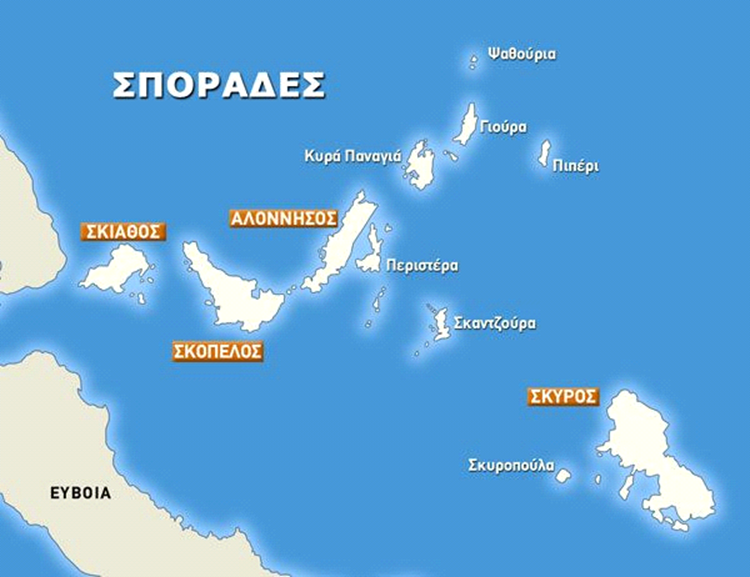 Ψαθούρια
ΣΠΟΡΑΔΕΣ
Γιούρα
Κυρά Παναγιά
Πιπέρι
ΑΛΟΝΝΗΣΟΣ
ΣΚΙΑΘΟΣ
Περιστέρα
Σκαντζούρα
ΣΚΟΠΕΛΟΣ
ΣΚΥΡΟΣ
Σκυροπούλα
ΕΥΒΟΙΑ